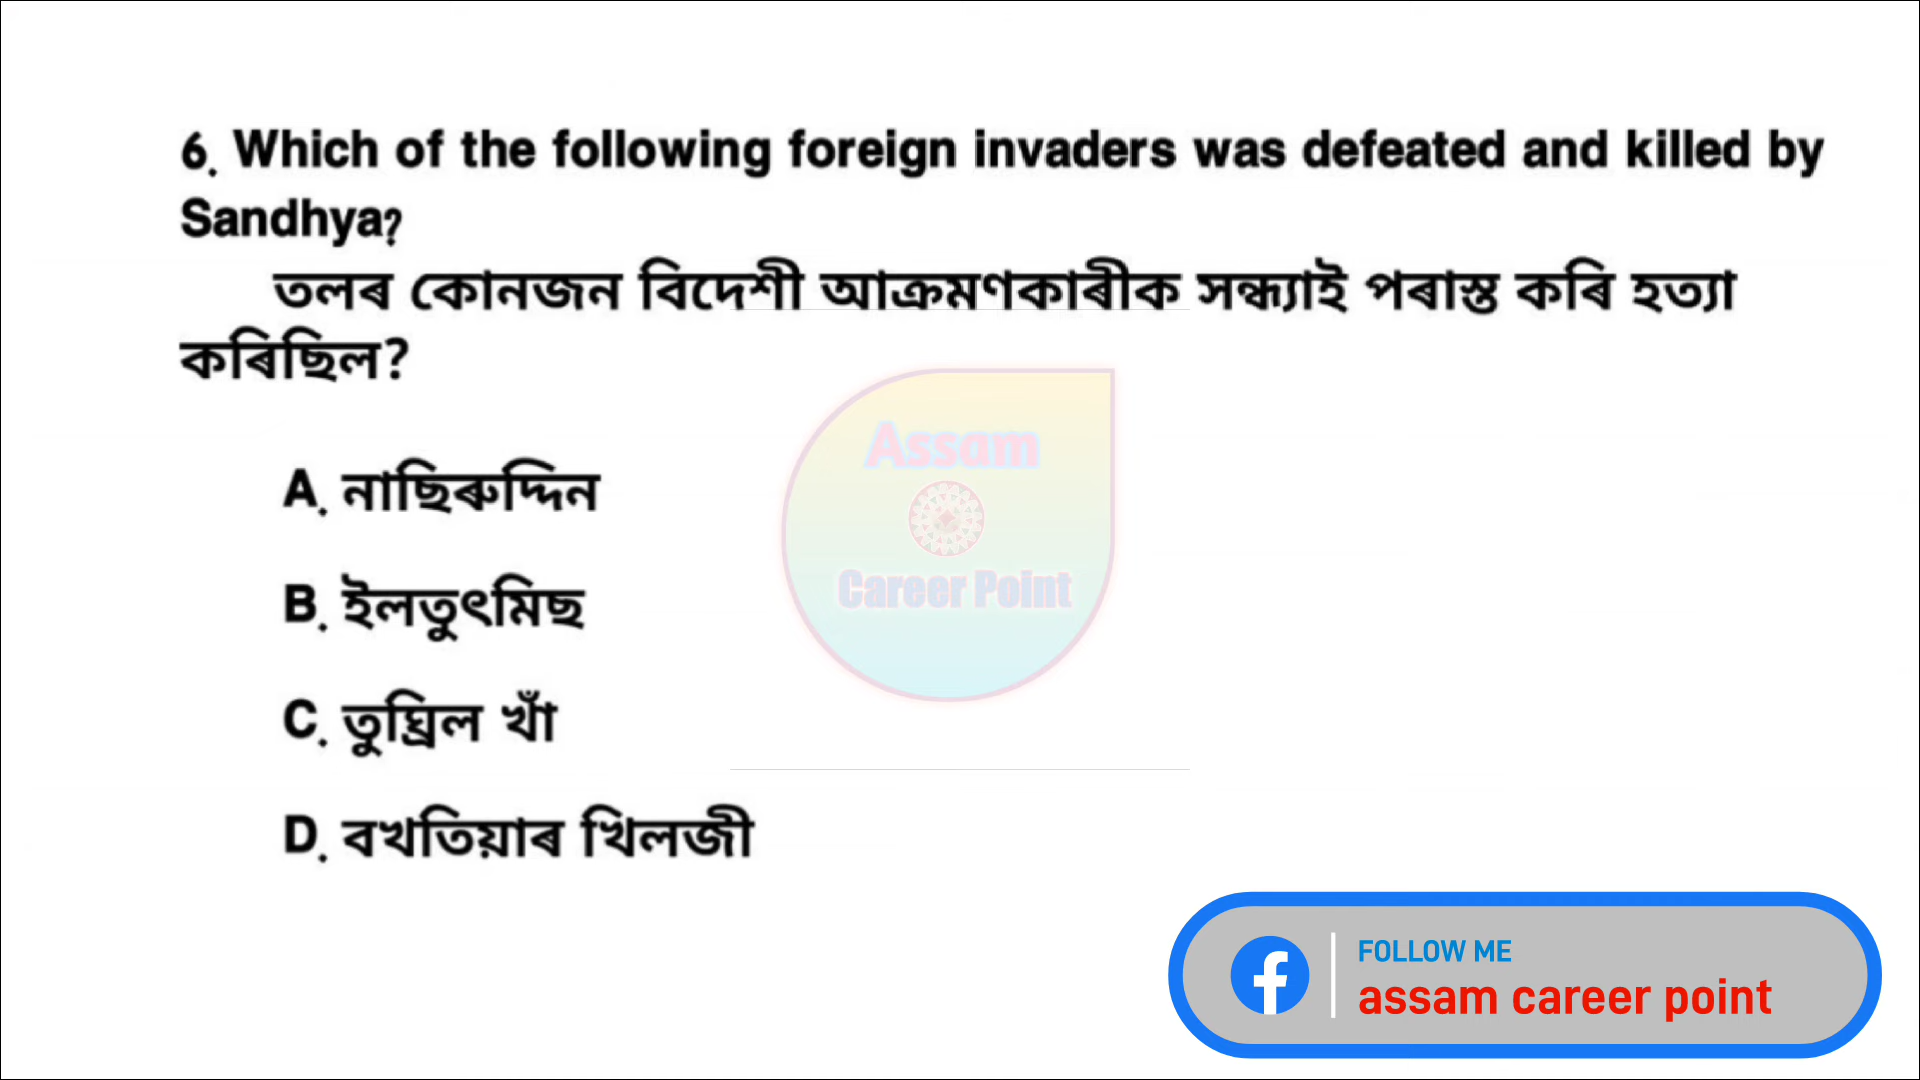 6. Which of the following foreign invaders was defeated and killed by
Sandhya?
তলৰ কোনজন বিদেশী আক্ৰমণকাৰীক সন্ধ্যাই পৰাস্ত কৰি হত্যা
কৰিছিল?
A. নাছিৰুদ্দিন
B. ইলতুৎমিছ
C. তুঘ্ৰিল খাঁ
D. বখতিয়াৰ খিলজী
Assam
Career Point
FOLLOW ME
assam career point